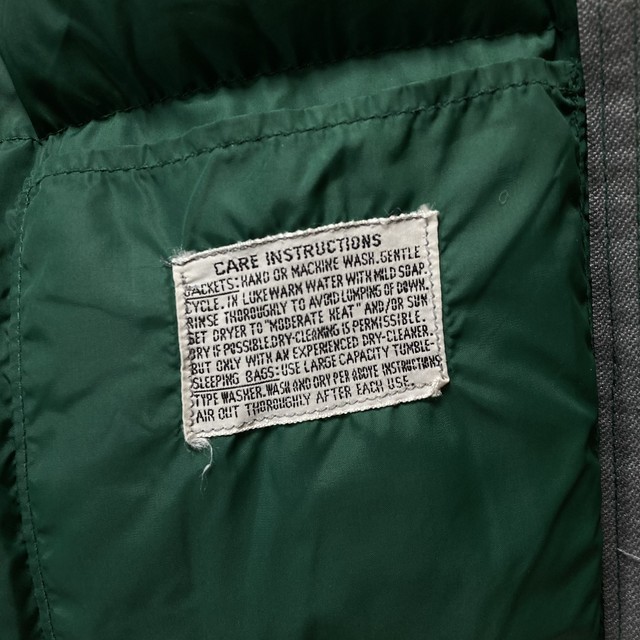 CARE INSTRUCTIONS
JACKETS: HAND OR MACHINE WASH, GENTLE
CYCLE, IN LUKEWARM WATER WITH MILD SOAP.
RINSE THOROUGHLY TO AVOID LUMPING OF DOWN.
SET DRYER TO "MODERATE HEAT" AND/OR SUN
DRY IF POSSIBLE. DRY-CLEANING IS PERMISSIBLE,
BUT ONLY WITH AN EXPERIENCED DRY-CLEANER.
SLEEPING BAGS: USE LARGE CAPACITY TUMBLE-
TYPE WASHER. WASH AND DRY PER ABOVE INSTRUCTIONS
AIR OUT THOROUGHLY AFTER EACH USE.